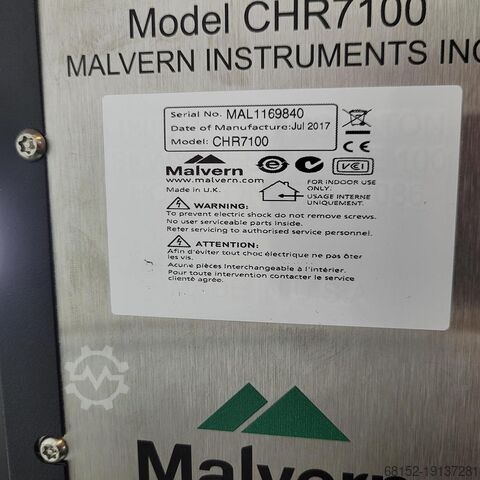 Model CHR7100
MALVERN INSTRUMENTS INC
Serial No. MAL1169840
Date of Manufacture:Jul 2017
Model: CHR7100
Malvern
www.malvern.com
Made in U.K.
CE
VCI
FOR INDOOR USE
ONLY.
USAGE INTERNE
UNIQUEMENT.
WARNING:
To prevent electric shock do not remove screws.
No user serviceable parts inside.
Refer servicing to authorised service personnel.
ATTENTION:
Afin d'éviter tout choc électrique ne pas ôter
les vis.
Acune pièces interchangeable à l'intérier.
Pour toute intervention contacter le service
clienté agrée.
Malvern
68152-19137281